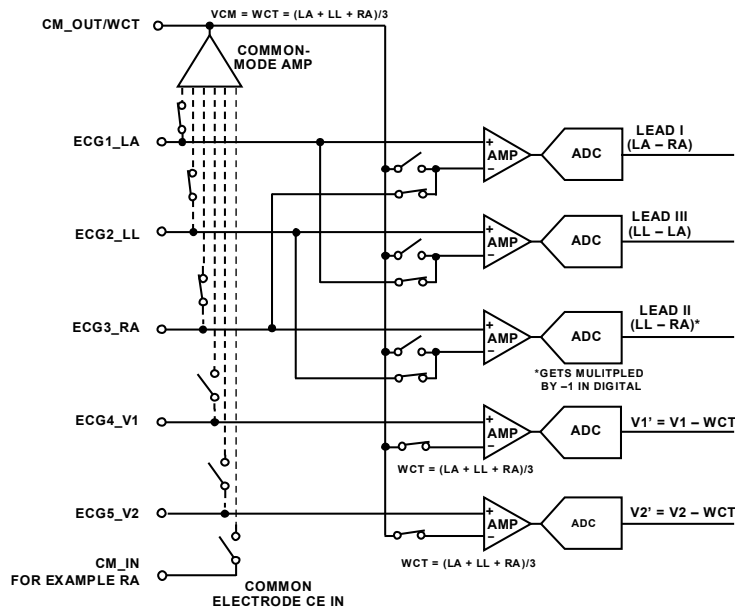 CM_OUT/WCT
VCM = WCT = (LA + LL + RA)/3
COMMON-
MODE AMP
ECG1_LA
+
AMP
–
ADC
LEAD I
(LA – RA)
ECG2_LL
+
AMP
–
ADC
LEAD III
(LL – LA)
ECG3_RA
+
AMP
–
ADC
LEAD II
(LL – RA)*
*GETS MULITPLED
BY –1 IN DIGITAL
ECG4_V1
+
AMP
–
ADC
V1’ = V1 – WCT
WCT = (LA + LL + RA)/3
ECG5_V2
+
AMP
–
ADC
V2’ = V2 – WCT
WCT = (LA + LL + RA)/3
CM_IN
FOR EXAMPLE RA
COMMON
ELECTRODE CE IN